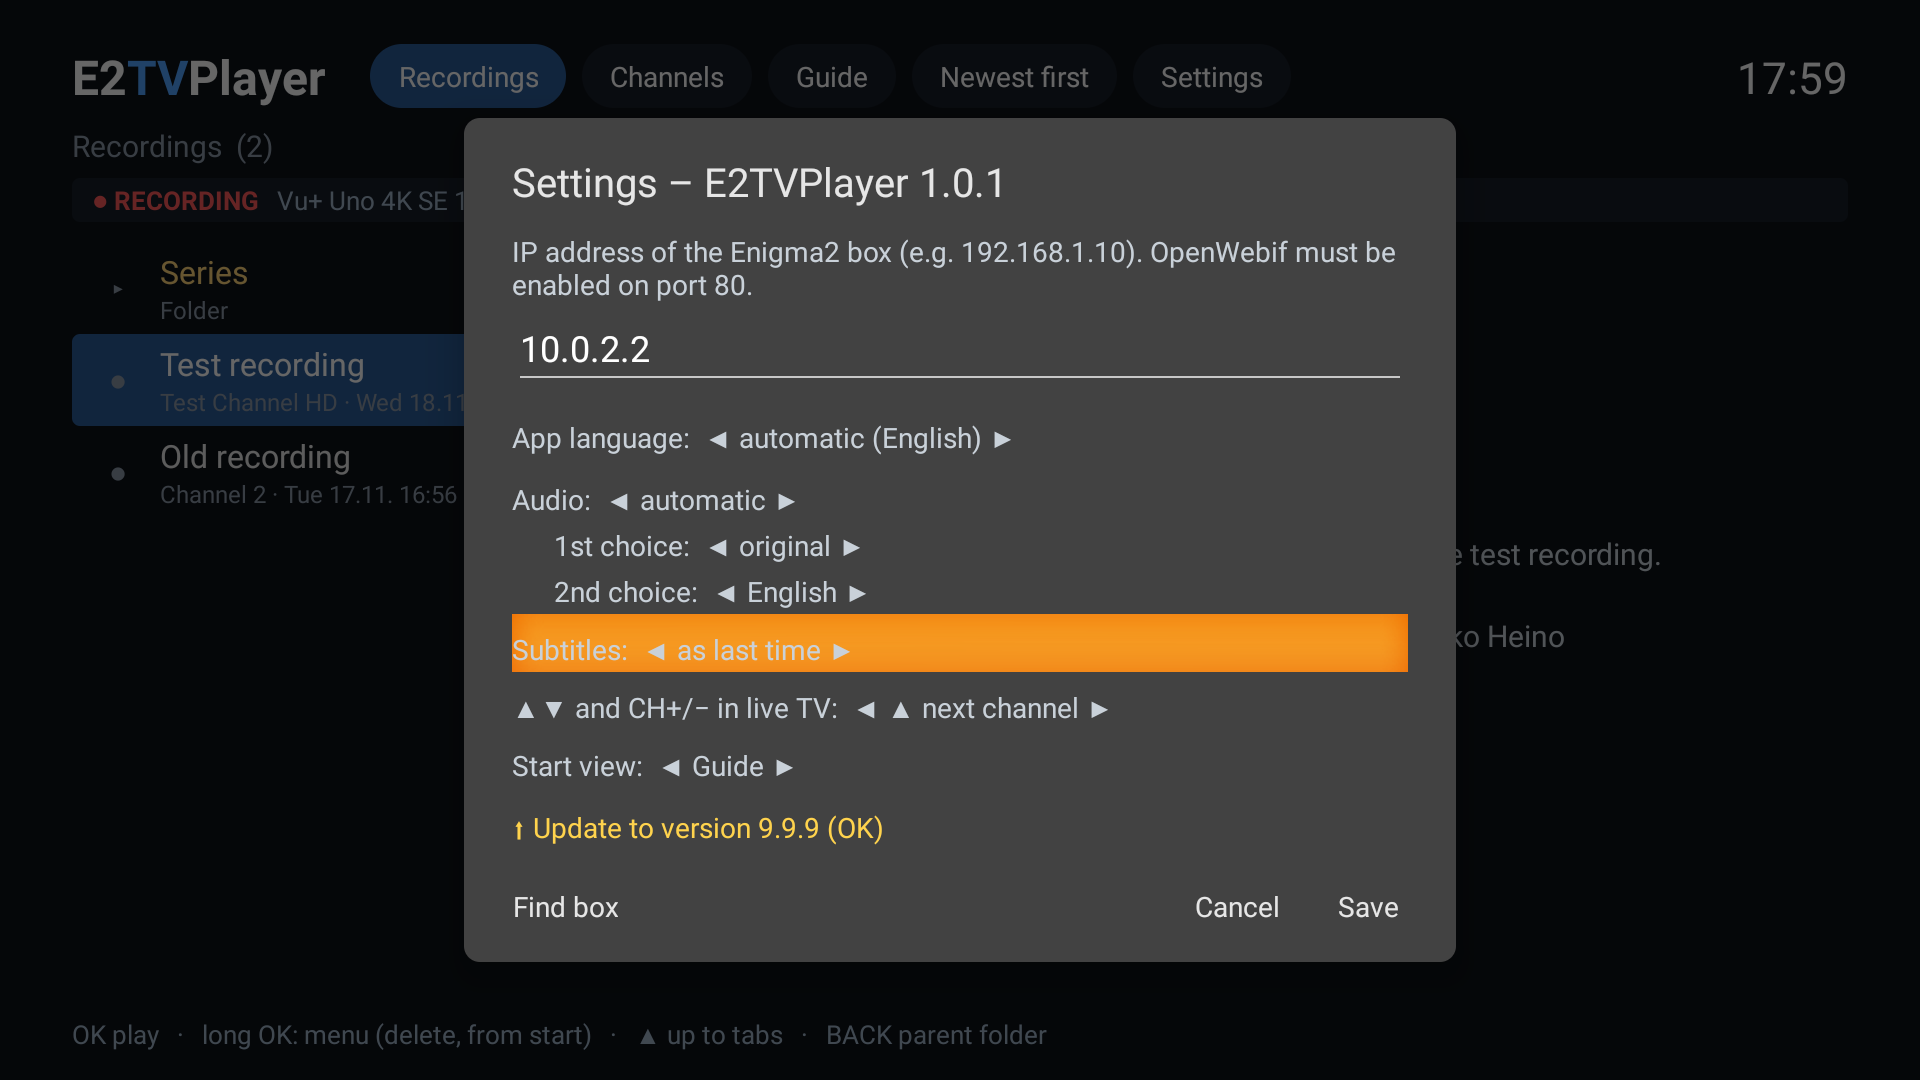 E2TVPlayer Recordings Channels Guide Newest first Settings 17:59
Recordings (2)
● RECORDING Vu+ Uno 4K SE 1
▸ Series
Folder
● Test recording
Test Channel HD · Wed 18.11
● Old recording
Channel 2 · Tue 17.11. 16:56
Settings – E2TVPlayer 1.0.1
IP address of the Enigma2 box (e.g. 192.168.1.10). OpenWebif must be
enabled on port 80.
10.0.2.2
App language: ◄ automatic (English) ►
Audio: ◄ automatic ►
1st choice: ◄ original ►
2nd choice: ◄ English ►
Subtitles: ◄ as last time ►
▲▼ and CH+/− in live TV: ◄ ▲ next channel ►
Start view: ◄ Guide ►
↑ Update to version 9.9.9 (OK)
Find box Cancel Save
test recording.
Heino
OK play · long OK: menu (delete, from start) · ▲ up to tabs · BACK parent folder